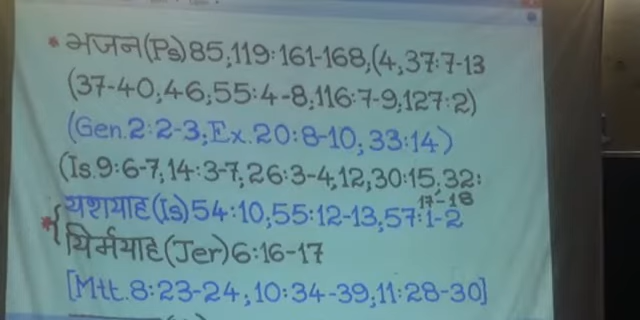 * भजन(Ps)85,119:161-168,(4,37:7-13
(37-40,46,55:4-8,116:7-9,127:2)
(Gen.2:2-3;Ex.20:8-10,33:14)
(Is.9:6-7,14:3-7,26:3-4,12,30:15,32:
17-18
*{ यशयाह(Is)54:10,55:12-13,57:1-2
यिर्मयाह(Jer)6:16-17
[Mtt.8:23-24,10:34-39,11:28-30]